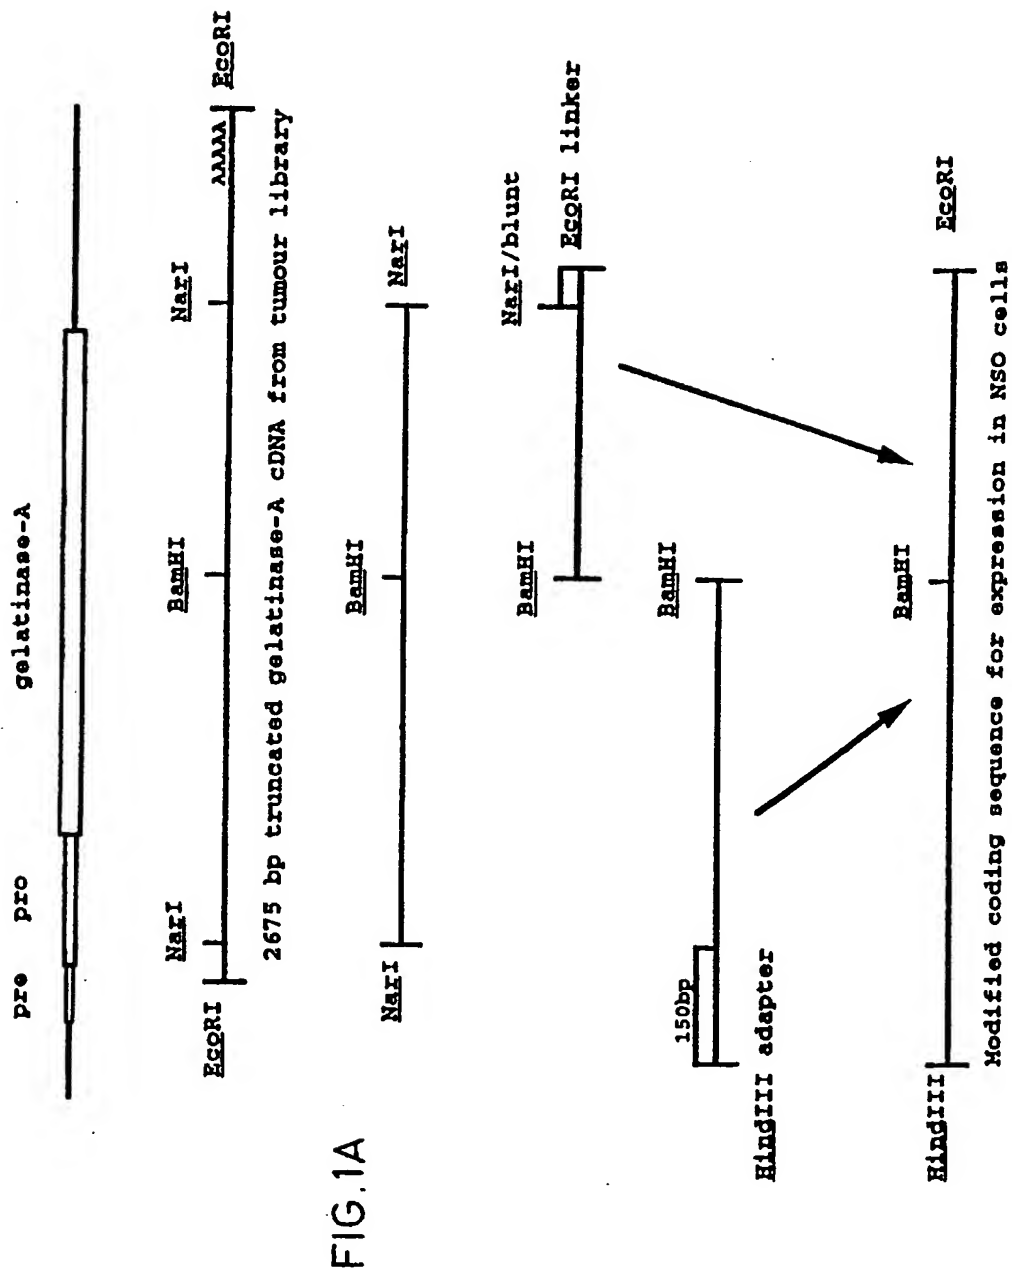 pre pro gelatinase-A
EcoRI NarI BamHI NarI AAAAA EcoRI
2675 bp truncated gelatinase-A cDNA from tumour library
NarI BamHI NarI
BamHI NarI/blunt
EcoRI linker
150bp BamHI
HindIII adapter
HindIII BamHI EcoRI
Modified coding sequence for expression in NSO cells
FIG.1A